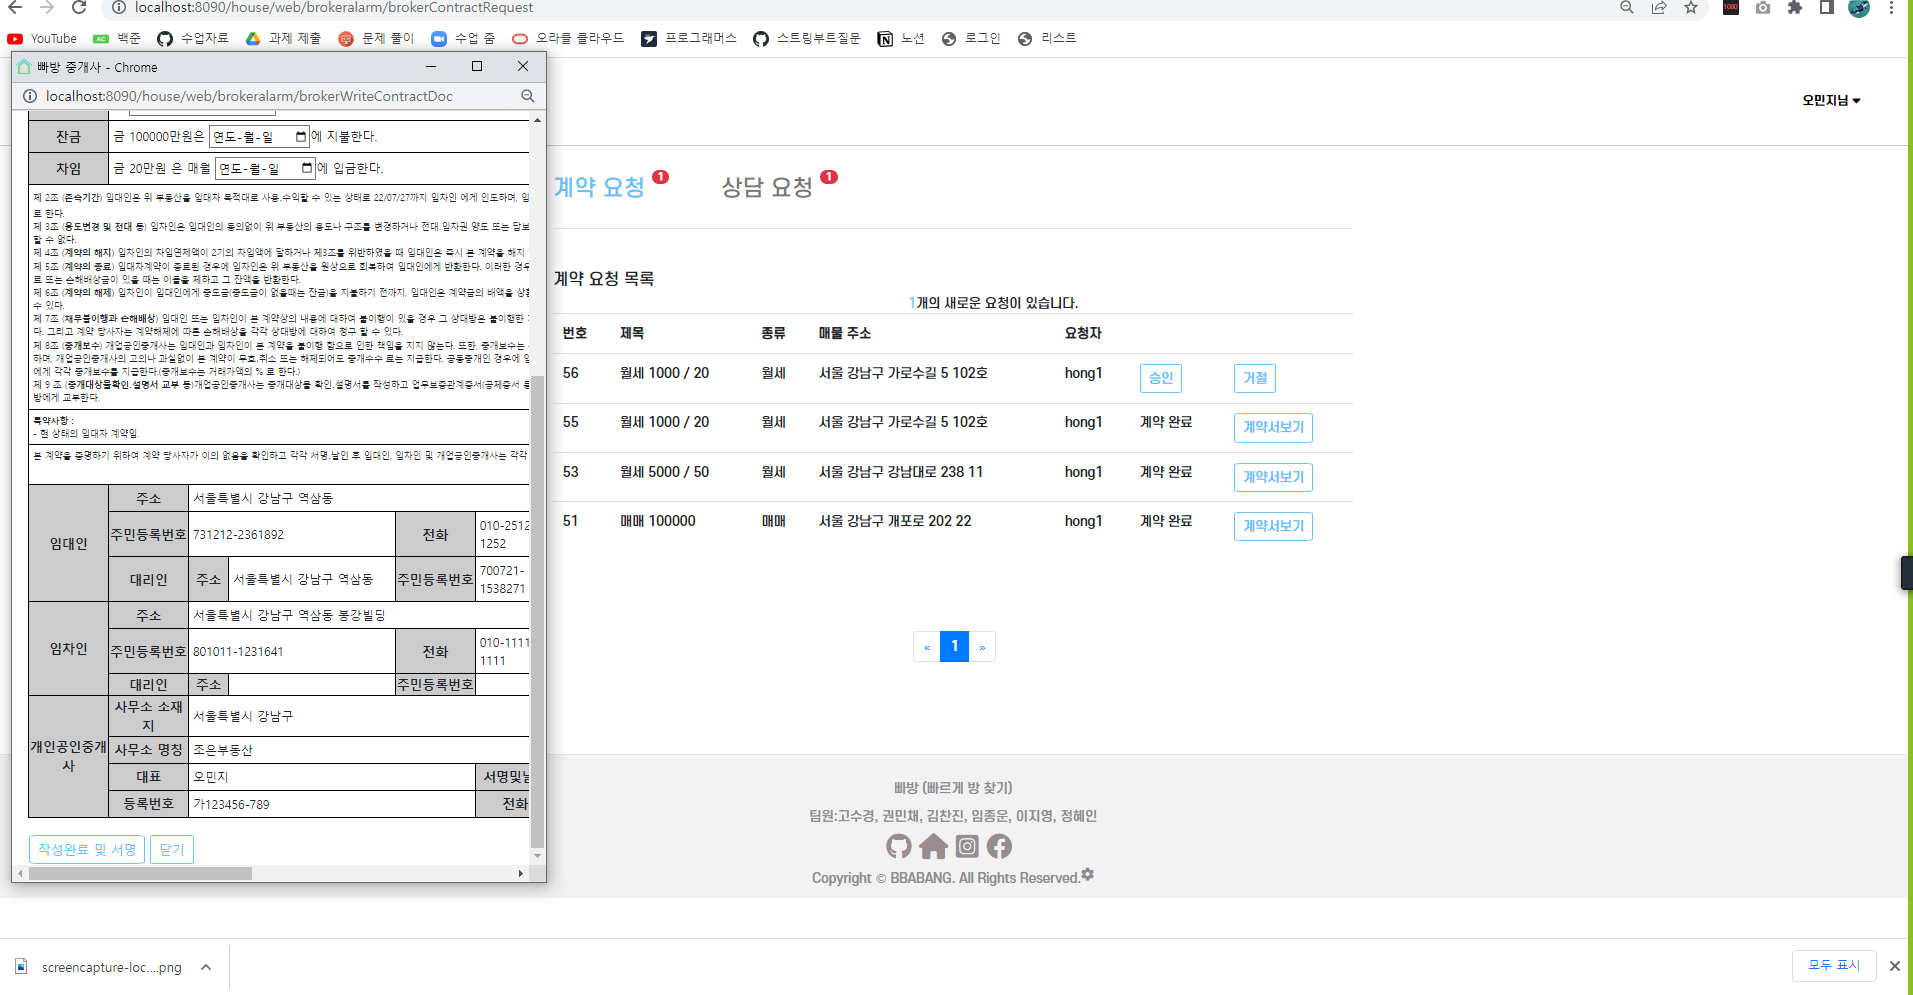 localhost:8090/house/web/brokeralarm/brokerContractRequest
YouTube 백준 수업자료 과제 제출 문제 풀이 수업 줌 오라클 클라우드 프로그래머스 스트링부트질문 노션 로그인 리스트
빠방 중개사 - Chrome
localhost:8090/house/web/brokeralarm/brokerWriteContractDoc
잔금 금 100000만원은 연도-월-일 에 지불한다.
차임 금 20만원 은 매월 연도-월-일 에 입금한다.
제 2조 (존속기간) 임대인은 위 부동산을 임대차 목적대로 사용.수익할 수 있는 상태로 22/07/27까지 임차인 에게 인도하며, 임
로 한다.
제 3조 (용도변경 및 전대 등) 임차인은 임대인의 동의없이 위 부동산의 용도나 구조를 변경하거나 전대.임차권 양도 또는 담보
할 수 없다.
제 4조 (계약의 해지) 임차인의 차임연체액이 2기의 차임액에 달하거나 제3조를 위반하였을 때 임대인은 즉시 본 계약을 해지
제 5조 (계약의 종료) 임대차계약이 종료된 경우에 임차인은 위 부동산을 원상으로 회복하여 임대인에게 반환한다. 이러한 경우
료 또는 손해배상금이 있을 때는 이들을 제하고 그 잔액을 반환한다.
제 6조 (계약의 해제) 임차인이 임대인에게 중도금(중도금이 없을때는 잔금)을 지불하기 전까지, 임대인은 계약금의 배액을 상환
수 있다.
제 7조 (채무불이행과 손해배상) 임대인 또는 임차인이 본 계약상의 내용에 대하여 불이행이 있을 경우 그 상대방은 불이행한
다. 그리고 계약 당사자는 계약해제에 따른 손해배상을 각각 상대방에 대하여 청구 할 수 있다.
제 8조 (중개보수) 개업공인중개사는 임대인과 임차인이 본 계약을 불이행 함으로 인한 책임을 지지 않는다. 또한, 중개보수는
하며, 개업공인중개사의 고의나 과실없이 본 계약이 무효.취소 또는 해제되어도 중개수수 료는 지급한다. 공동중개인 경우에 임
에게 각각 중개보수를 지급한다.(중개보수는 거래가액의 % 로 한다.)
제 9 조 (중개대상물확인.설명서 교부 등)개업공인중개사는 중개대상물 확인.설명서를 작성하고 업무보증관계증서(공제증서 등
방에게 교부한다.
특약사항 :
- 현 상태의 임대차 계약임.
본 계약을 증명하기 위하여 계약 당사자가 이의 없음을 확인하고 각각 서명.날인 후 임대인, 임차인 및 개업공인중개사는 각각
임대인
주소 서울특별시 강남구 역삼동
주민등록번호 731212-2361892 전화 010-2512
1252
대리인 주소 서울특별시 강남구 역삼동 주민등록번호 700721-
1538271
임차인
주소 서울특별시 강남구 역삼동 봉강빌딩
주민등록번호 801011-1231641 전화 010-1111
1111
대리인 주소 주민등록번호
개인공인중개
사
사무소 소재
지
서울특별시 강남구
사무소 명칭 조은부동산
대표 오민지 서명및날
등록번호 가123456-789 전화
작성완료 및 서명 닫기
오민지님
계약 요청 1 상담 요청 1
계약 요청 목록
1개의 새로운 요청이 있습니다.
번호 제목 종류 매물 주소 요청자
56 월세 1000 / 20 월세 서울 강남구 가로수길 5 102호 hong1 승인 거절
55 월세 1000 / 20 월세 서울 강남구 가로수길 5 102호 hong1 계약 완료 계약서보기
53 월세 5000 / 50 월세 서울 강남구 강남대로 238 11 hong1 계약 완료 계약서보기
51 매매 100000 매매 서울 강남구 개포로 202 22 hong1 계약 완료 계약서보기
« 1 »
빠방 (빠르게 방 찾기)
팀원:고수경, 권민채, 김찬진, 임종운, 이지영, 정혜인
Copyright © BBABANG. All Rights Reserved.
screencapture-loc....png
모두 표시